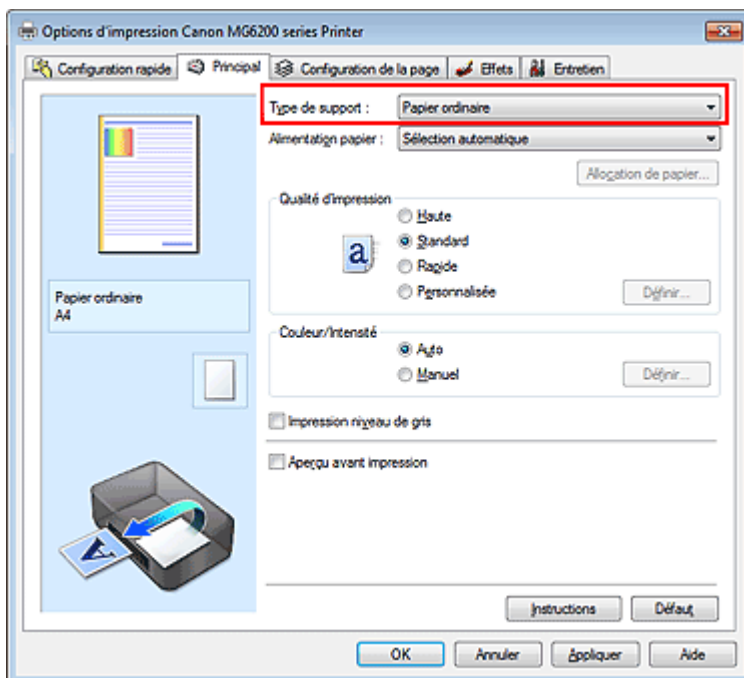 Options d'impression Canon MG6200 series Printer
Configuration rapide Principal Configuration de la page Effets Entretien
Type de support : Papier ordinaire
Alimentation papier : Sélection automatique
Allocation de papier...
Qualité d'impression
Haute
a Standard
Rapide
Personnalisée Définir...
Papier ordinaire
A4
Couleur/Intensité
Auto
Manuel Définir...
Impression niveau de gris
Aperçu avant impression
A
Instructions Défaut
OK Annuler Appliquer Aide